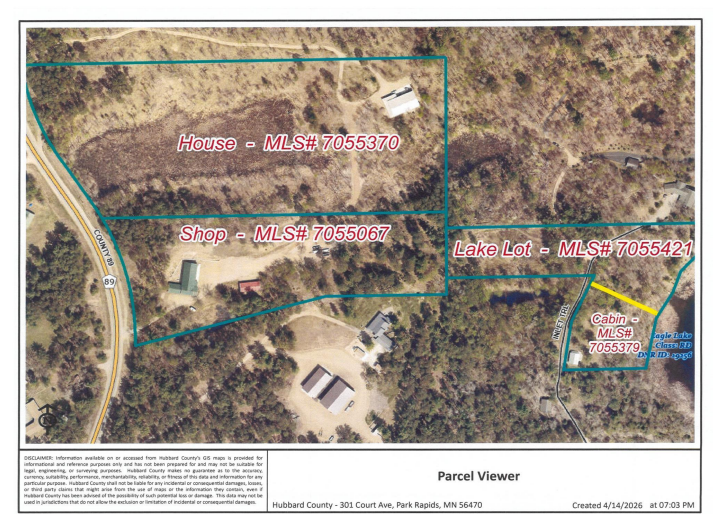 House - MLS# 7055370
Shop - MLS# 7055067
COUNTY 89
89
Lake Lot - MLS# 7055421
INLET TRL
Cabin -
MLS#
7055379
Eagle Lake
Class: RD
DNR ID: 29256
DISCLAIMER: Information available on or accessed from Hubbard County's GIS maps is provided for
informational and reference purposes only and has not been prepared for and may not be suitable for
legal, engineering, or surveying purposes. Hubbard County makes no guarantee as to the accuracy,
currency, suitability, performance, merchantability, reliability, or fitness of this data and information for any
particular purpose. Hubbard County shall not be liable for any incidental or consequential damages, losses,
or third party claims that might arise from the use of maps or the information they contain, even if
Hubbard County has been advised of the possibility of such potential loss or damage. This data may not be
used in jurisdictions that do not allow the exclusion or limitation of incidental or consequential damages.
Parcel Viewer
Hubbard County - 301 Court Ave, Park Rapids, MN 56470
Created 4/14/2026 at 07:03 PM